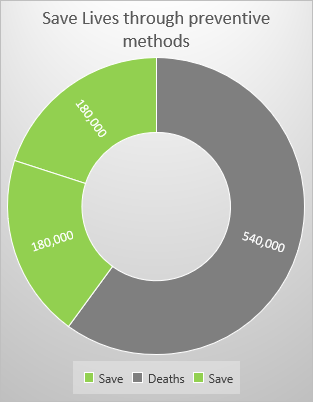 Save Lives through preventive
methods
180,000
540,000
180,000
Save
Deaths
Save